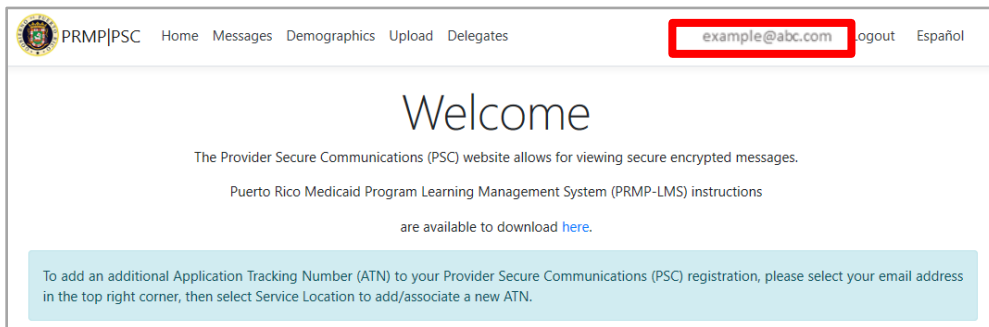 PRMP|PSC Home Messages Demographics Upload Delegates example@abc.com Logout Español
Welcome
The Provider Secure Communications (PSC) website allows for viewing secure encrypted messages.
Puerto Rico Medicaid Program Learning Management System (PRMP-LMS) instructions
are available to download here.
To add an additional Application Tracking Number (ATN) to your Provider Secure Communications (PSC) registration, please select your email address
in the top right corner, then select Service Location to add/associate a new ATN.